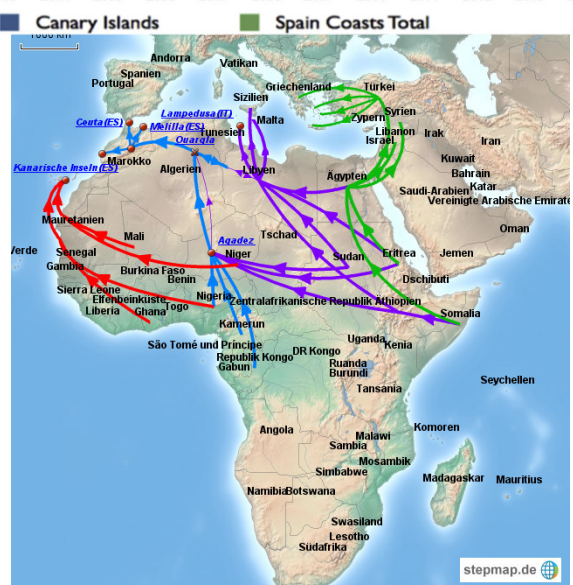 Canary Islands
Spain Coasts Total
1000 km
Andorra
Vatikan
Spanien
Portugal
Griechenland
Türkei
Sizilien
Lampedusa(IT)
Malta
Syrien
Ceuta(ES)
Melilla(ES)
Tunesien
Zypern
Libanon
Irak
Iran
Ouargla
Israel
Marokko
Kuwait
Kanarische Inseln(ES)
Algerien
Libyen
Ägypten
Bahrain
Katar
Saudi-Arabien
Vereinigte Arabische Emirate
Mauretanien
Oman
Mali
Agadez
Tschad
Verde
Senegal
Niger
Sudan
Eritrea
Jemen
Gambia
Burkina Faso
Benin
Dschibuti
Sierra Leone
Nigeria
Zentralafrikanische Republik
Äthiopien
Elfenbeinküste
Liberia
Ghana
Togo
Somalia
Kamerun
São Tomé und Príncipe
Uganda
Kenia
Republik Kongo
DR Kongo
Gabun
Ruanda
Burundi
Seychellen
Tansania
Komoren
Angola
Malawi
Sambia
Mosambik
Simbabwe
Madagaskar
Mauritius
Namibia
Botswana
Swasiland
Lesotho
Südafrika
stepmap.de